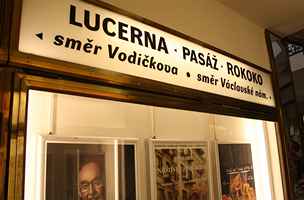 LUCERNA · PASÁŽ · ROKOKO
◄ směr Vodičkova • směr Václavské nám. ►